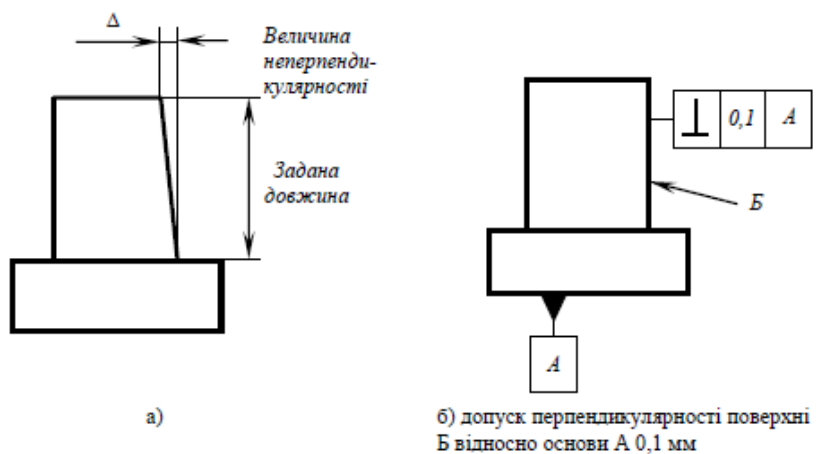 Δ
Величина
неперпенди-
кулярності
Задана
довжина
а)
⊥ 0,1 А
Б
А
б) допуск перпендикулярності поверхні
Б відносно основи А 0,1 мм